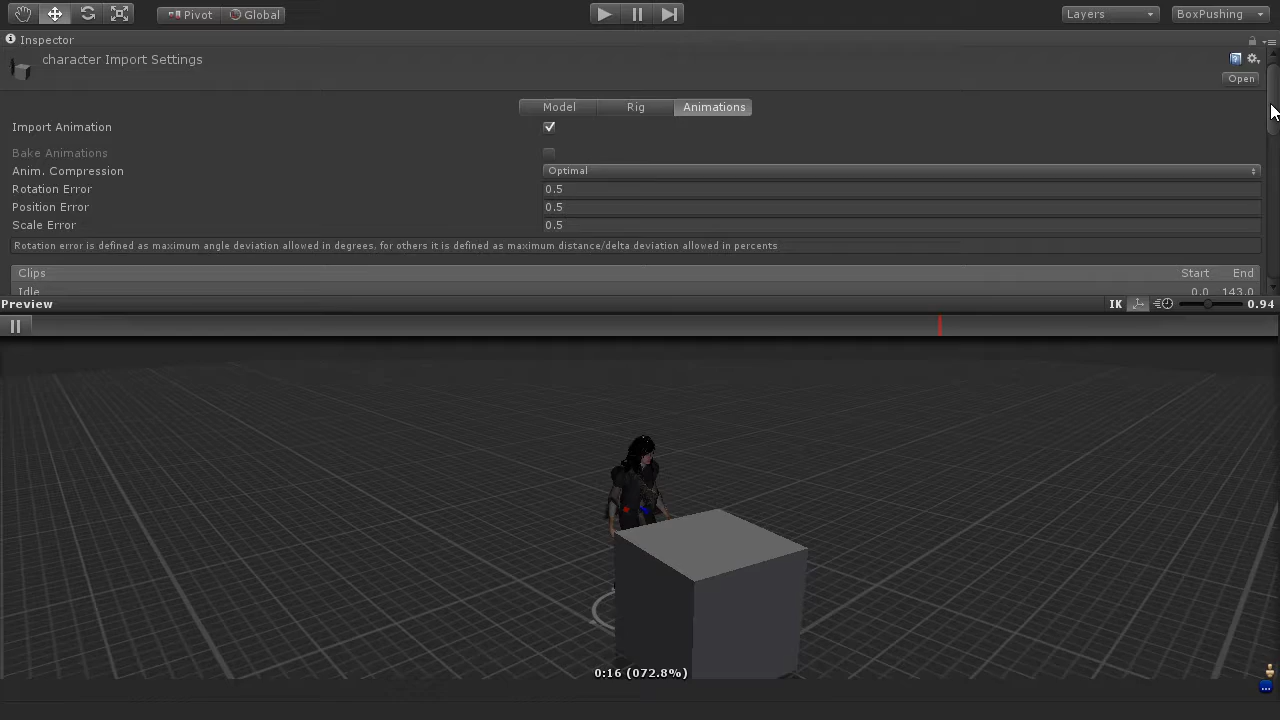 Pivot Global Layers BoxPushing
Inspector
character Import Settings
Open
Model Rig Animations
Import Animation
Bake Animations
Anim. Compression Optimal
Rotation Error 0.5
Position Error 0.5
Scale Error 0.5
Rotation error is defined as maximum angle deviation allowed in degrees, for others it is defined as maximum distance/delta deviation allowed in percents
Clips Start End
Idle 0.0 143.0
Preview IK 0.94
0:16 (072.8%)